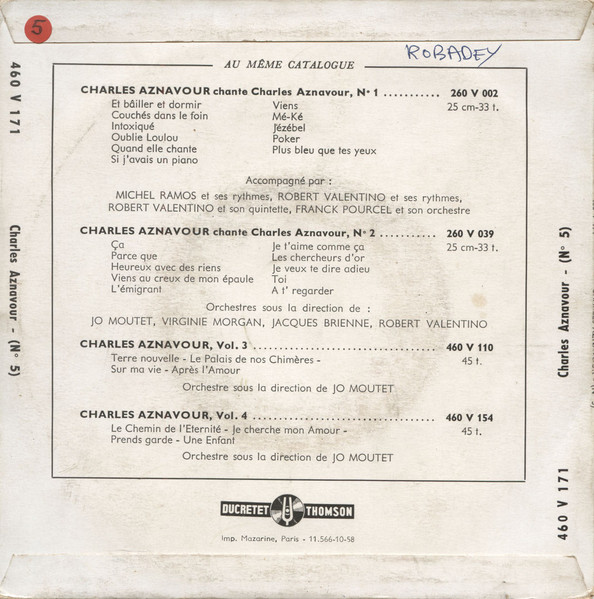 5
ROBADEY
AU MÊME CATALOGUE
CHARLES AZNAVOUR chante Charles Aznavour, N° 1 .......... 260 V 002
Et bâiller et dormir Viens 25 cm-33 t.
Couchés dans le foin Mé-Ké
Intoxiqué Jézébel
Oublie Loulou Poker
Quand elle chante Plus bleu que tes yeux
Si j'avais un piano
Accompagné par :
MICHEL RAMOS et ses rythmes, ROBERT VALENTINO et ses rythmes,
ROBERT VALENTINO et son quintette, FRANCK POURCEL et son orchestre
CHARLES AZNAVOUR chante Charles Aznavour, N° 2 .......... 260 V 039
Ça Je t'aime comme ça 25 cm-33 t.
Parce que Les chercheurs d'or
Heureux avec des riens Je veux te dire adieu
Viens au creux de mon épaule Toi
L'émigrant A t' regarder
Orchestres sous la direction de :
JO MOUTET, VIRGINIE MORGAN, JACQUES BRIENNE, ROBERT VALENTINO
CHARLES AZNAVOUR, Vol. 3 .............................. 460 V 110
Terre nouvelle - Le Palais de nos Chimères - 45 t.
Sur ma vie - Après l'Amour
Orchestre sous la direction de JO MOUTET
CHARLES AZNAVOUR, Vol. 4 .............................. 460 V 154
Le Chemin de l'Eternité - Je cherche mon Amour - 45 t.
Prends garde - Une Enfant
Orchestre sous la direction de JO MOUTET
DUCRETET THOMSON
Imp. Mazarine, Paris - 11.566-10-58
460 V 171
Charles Aznavour - (N° 5)
Charles Aznavour - (N° 5)
460 V 171